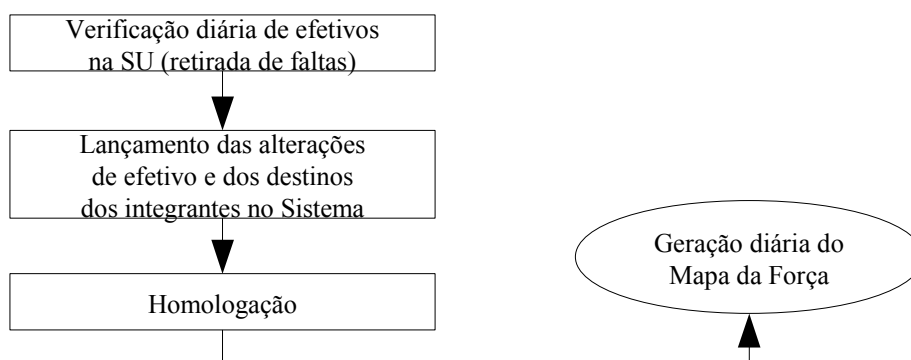 Verificação diária de efetivos
na SU (retirada de faltas)
Lançamento das alterações
de efetivo e dos destinos
dos integrantes no Sistema
Homologação
Geração diária do
Mapa da Força